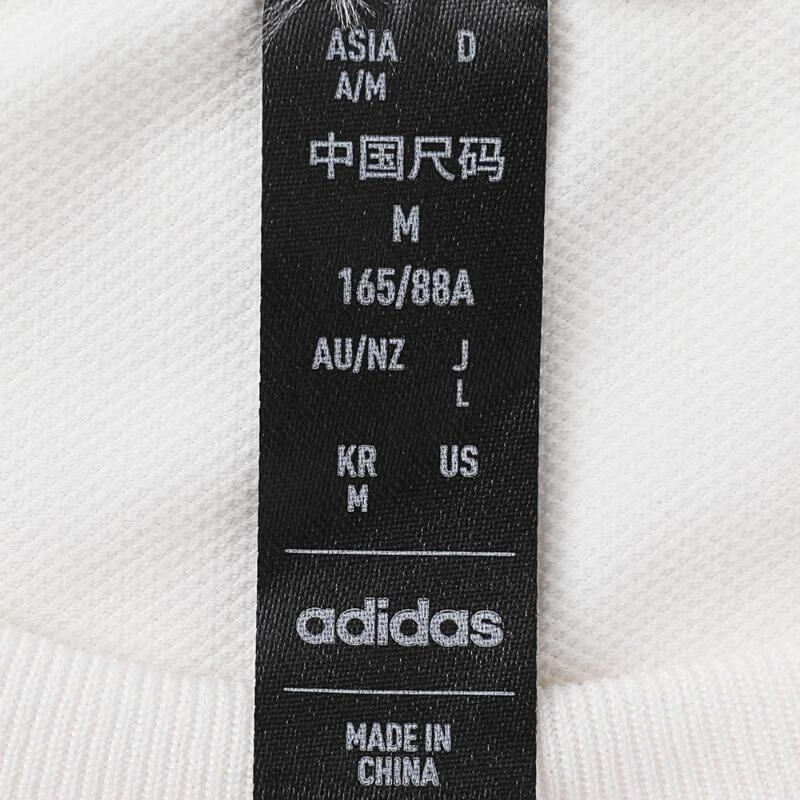 ASIA D
A/M
中国尺码
M
165/88A
AU/NZ J
L
KR US
M
adidas
MADE IN
CHINA